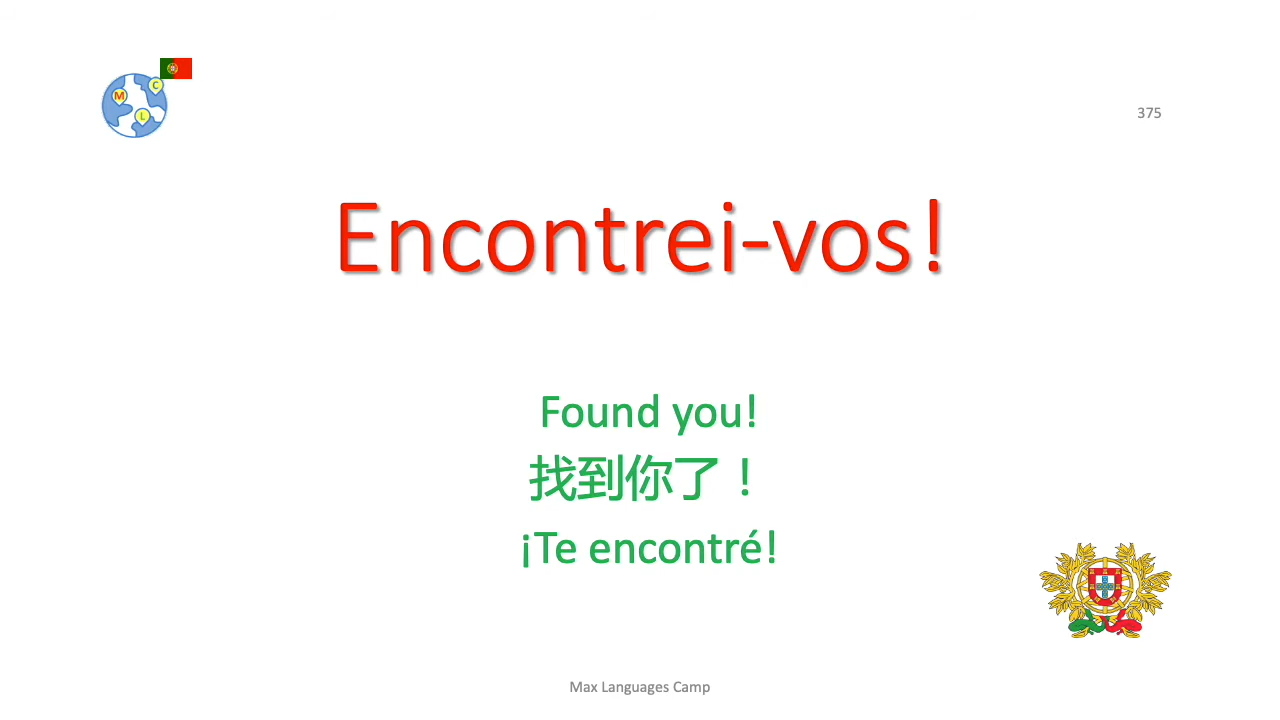 M
C
L
375
Encontrei-vos!
Found you!
找到你了！
¡Te encontré!
Max Languages Camp